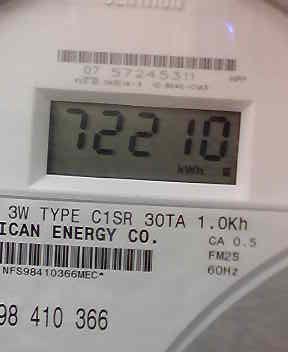 07 57245311
72210
kWh
3W TYPE C1SR 30TA 1.0Kh
ICAN ENERGY CO.
CA 0.5
FM2S
60Hz
NFS98410366MEC*
98 410 366